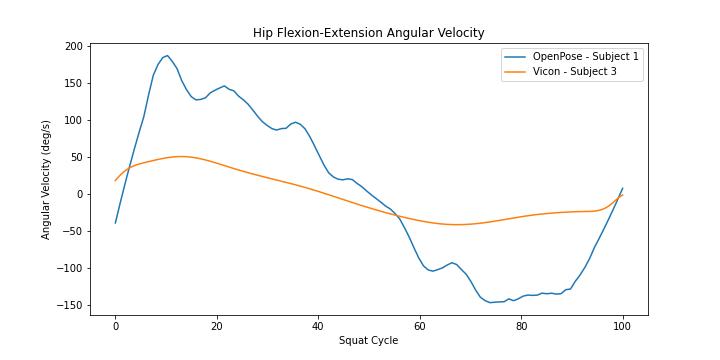 Hip Flexion-Extension Angular Velocity
OpenPose - Subject 1
Vicon - Subject 3
Angular Velocity (deg/s)
200
150
100
50
0
−50
−100
−150
0 20 40 60 80 100
Squat Cycle